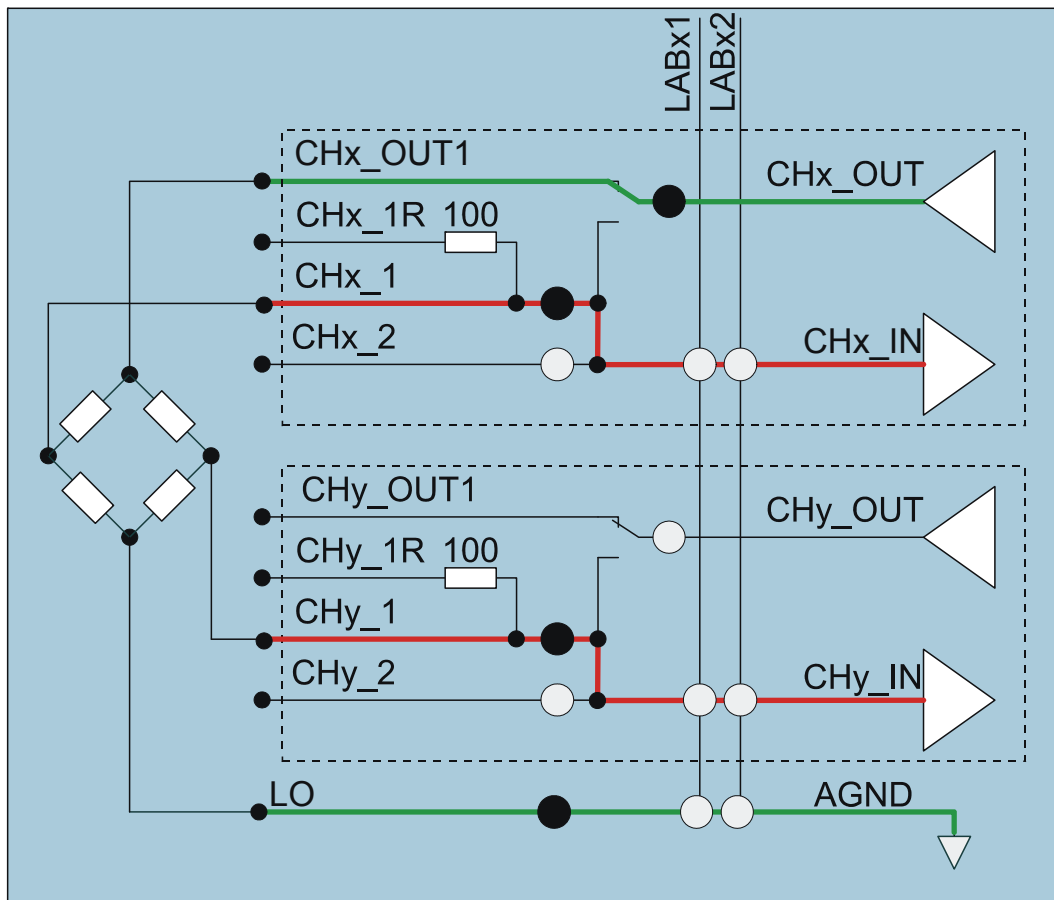 LABx1
LABx2
CHx_OUT1
CHx_OUT
CHx_1R 100
CHx_1
CHx_2
CHx_IN
CHy_OUT1
CHy_OUT
CHy_1R 100
CHy_1
CHy_2
CHy_IN
LO
AGND